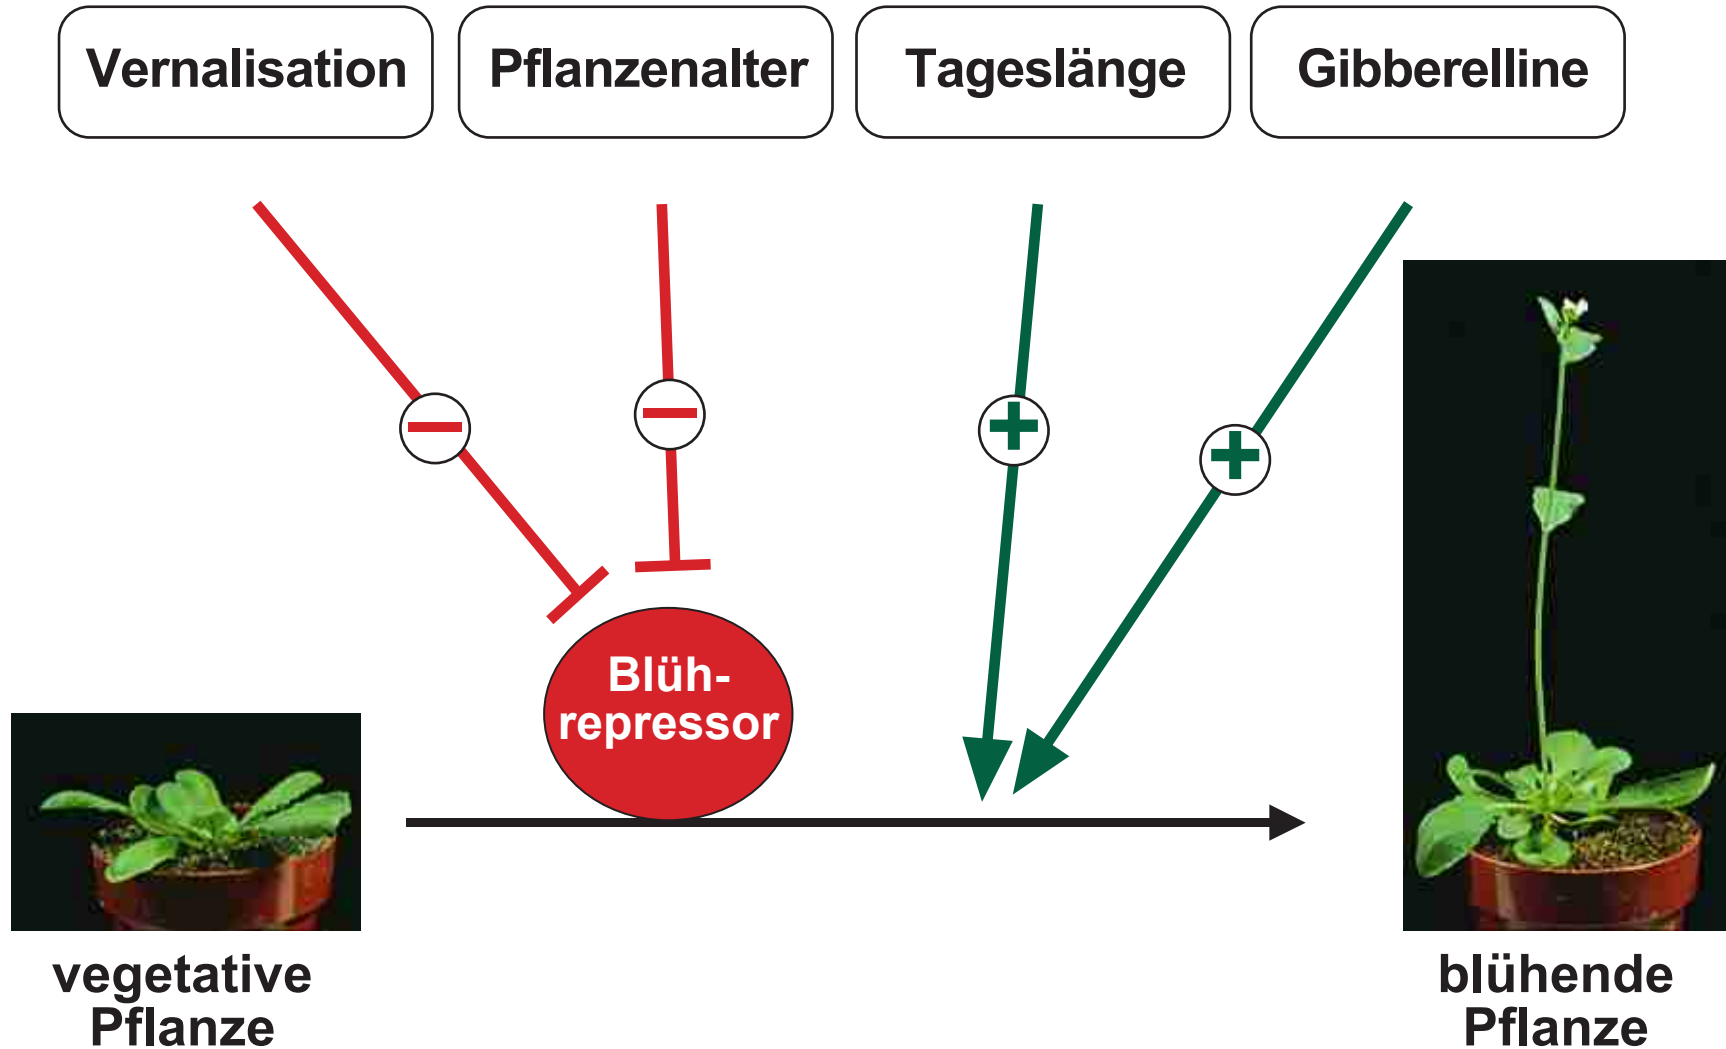 Vernalisation
Pflanzenalter
Tageslänge
Gibberelline
Blüh-
repressor
vegetative
Pflanze
blühende
Pflanze